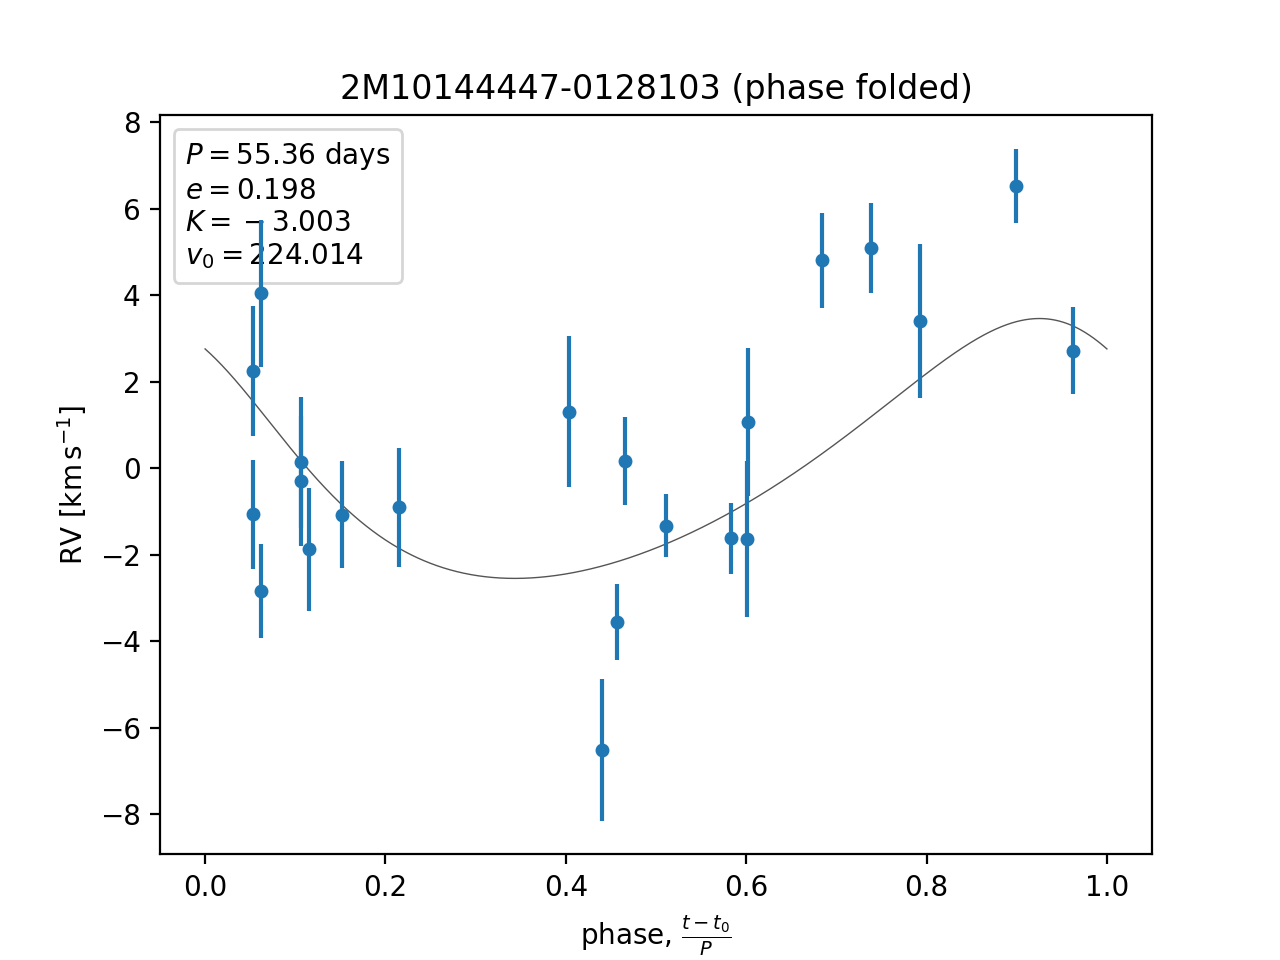 2M10144447-0128103 (phase folded)
P = 55.36 days
e = 0.198
K = −3.003
v₀ = 224.014
8
6
4
2
0
−2
−4
−6
−8
RV [km s⁻¹]
0.0 0.2 0.4 0.6 0.8 1.0
phase, (t − t₀)/P